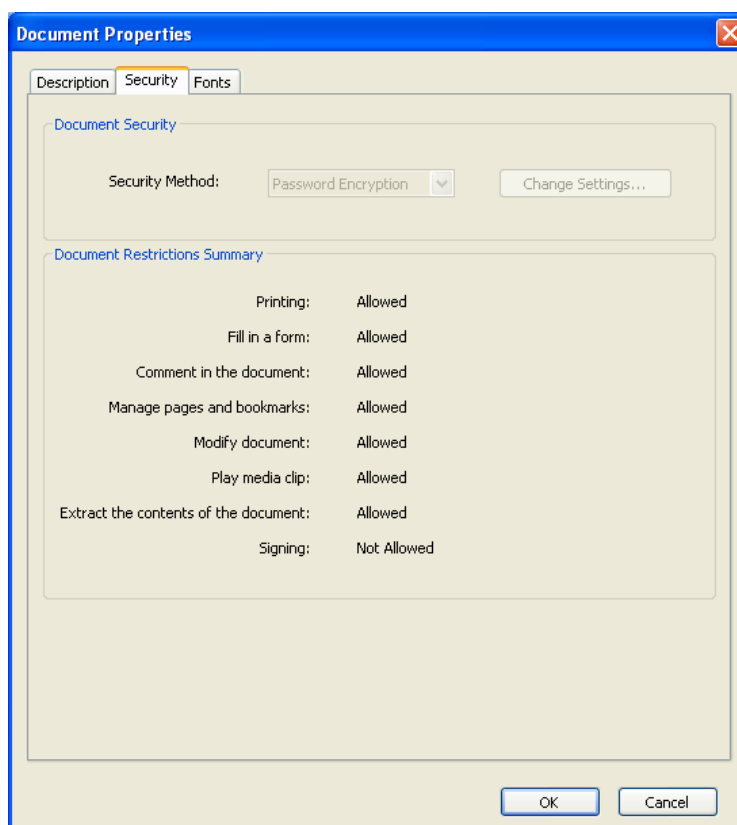 Document Properties
Description Security Fonts
Document Security
Security Method: Password Encryption Change Settings...
Document Restrictions Summary
Printing: Allowed
Fill in a form: Allowed
Comment in the document: Allowed
Manage pages and bookmarks: Allowed
Modify document: Allowed
Play media clip: Allowed
Extract the contents of the document: Allowed
Signing: Not Allowed
OK Cancel